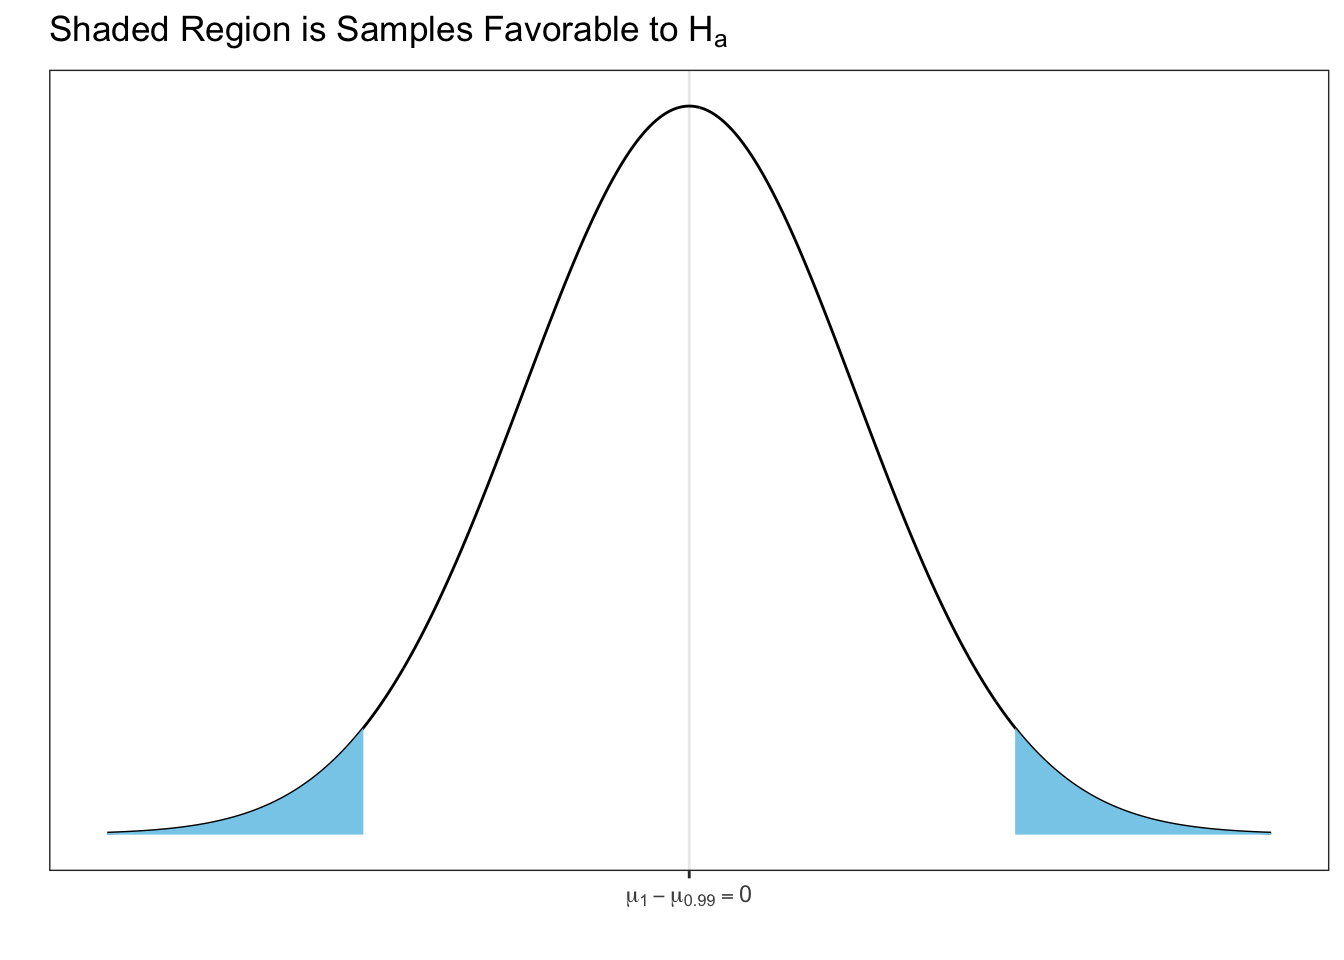 Shaded Region is Samples Favorable to Hₐ
μ₁ − μ₀.₉₉ = 0